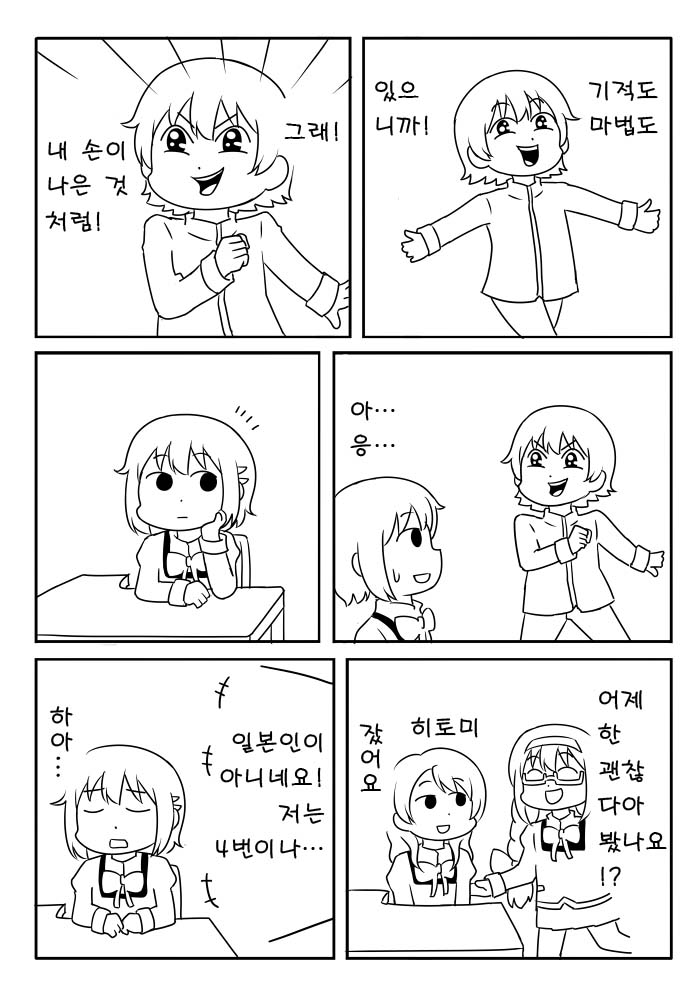 기적도
마법도
있으
니까!
그래!
내 손이
나은 것
처럼!
아…
응…
어제
한
괜찮
다아
봤나요
!?
히토미
잤어요
일본인이
아니네요!
저는
4번이나…
하아…